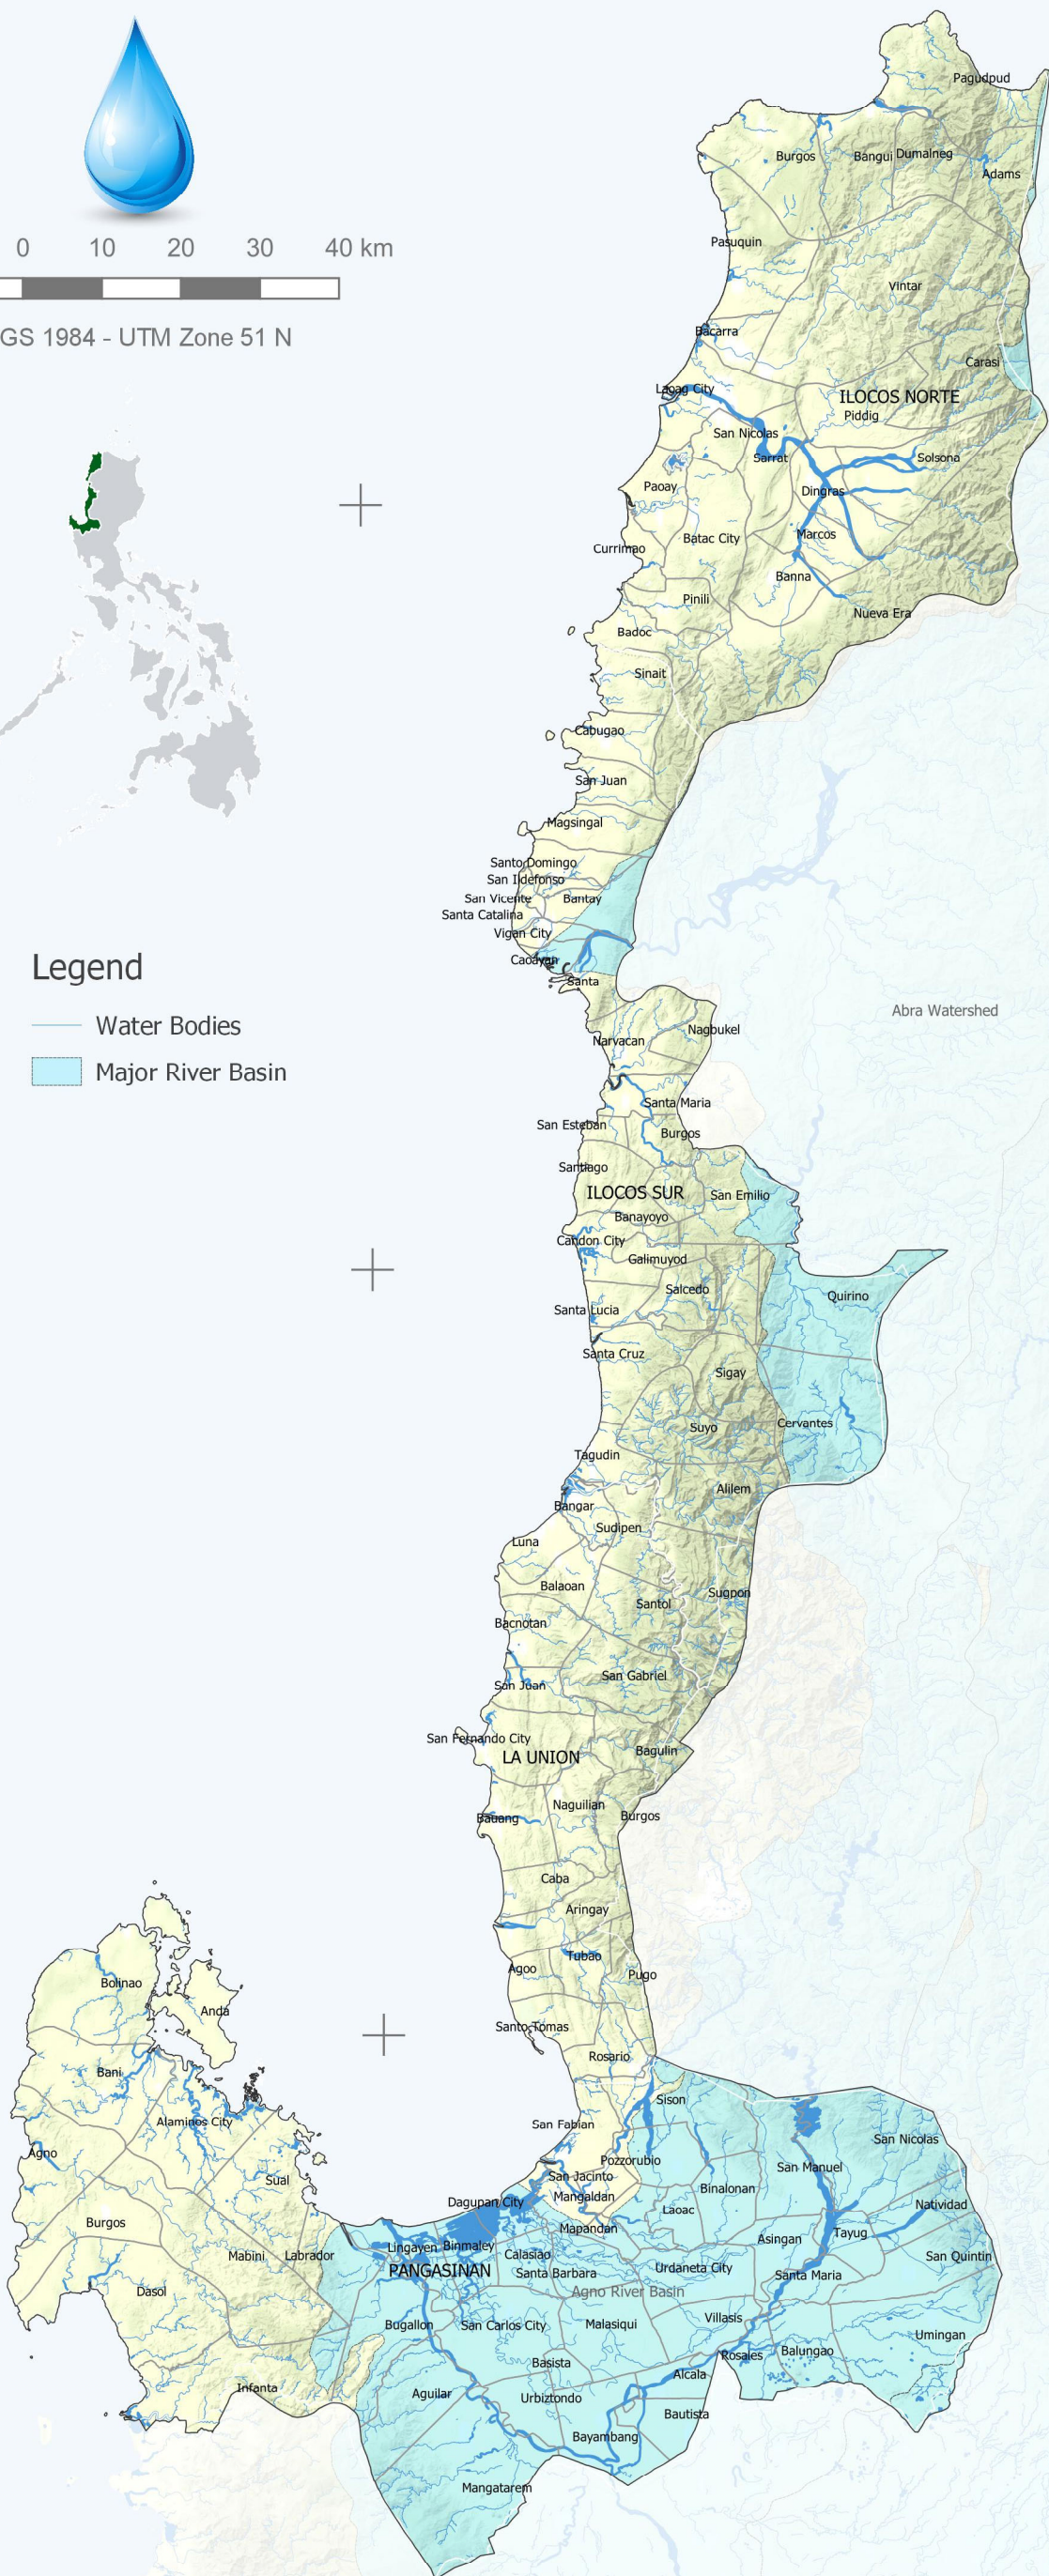 0 10 20 30 40 km
GS 1984 - UTM Zone 51 N
Pagudpud
Burgos
Bangui
Dumalneg
Adams
Pasuquin
Vintar
Bacarra
Carasi
Laoag City
ILOCOS NORTE
Piddig
San Nicolas
Sarrat
Solsona
Paoay
Dingras
Batac City
Marcos
Currimao
Banna
Pinili
Nueva Era
Badoc
Sinait
Cabugao
San Juan
Magsingal
Santo Domingo
San Ildefonso
San Vicente
Bantay
Santa Catalina
Vigan City
Caoayan
Santa
Legend
Water Bodies
Major River Basin
Abra Watershed
Nagbukel
Narvacan
Santa Maria
San Esteban
Burgos
Santiago
ILOCOS SUR
San Emilio
Banayoyo
Candon City
Galimuyod
Salcedo
Quirino
Santa Lucia
Santa Cruz
Sigay
Cervantes
Suyo
Tagudin
Alilem
Bangar
Sudipen
Luna
Balaoan
Sugpon
Santol
Bacnotan
San Gabriel
San Juan
San Fernando City
Bagulin
LA UNION
Naguilian
Burgos
Bauang
Caba
Aringay
Tubao
Agoo
Pugo
Bolinao
Anda
Santo Tomas
Rosario
Bani
Sison
Alaminos City
San Fabian
San Nicolas
Agno
Pozzorubio
San Manuel
San Jacinto
Sual
Binalonan
Mangaldan
Dagupan City
Natividad
Laoac
Burgos
Mapandan
Tayug
Asingan
Lingayen
Binmaley
Calasiao
Mabini
Labrador
San Quintin
PANGASINAN
Santa Barbara
Urdaneta City
Santa Maria
Dasol
Agno River Basin
Villasis
Bugallon
San Carlos City
Malasiqui
Umingan
Balungao
Rosales
Basista
Alcala
Infanta
Aguilar
Urbiztondo
Bautista
Bayambang
Mangatarem